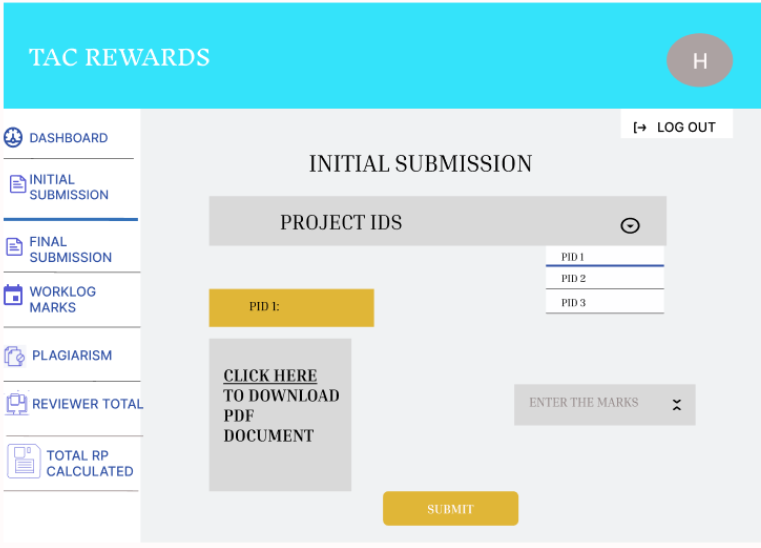 TAC REWARDS
H
LOG OUT
DASHBOARD
INITIAL
SUBMISSION
FINAL
SUBMISSION
WORKLOG
MARKS
PLAGIARISM
REVIEWER TOTAL
TOTAL RP
CALCULATED
INITIAL SUBMISSION
PROJECT IDS
PID 1
PID 2
PID 3
PID 1:
CLICK HERE
TO DOWNLOAD
PDF
DOCUMENT
ENTER THE MARKS
SUBMIT